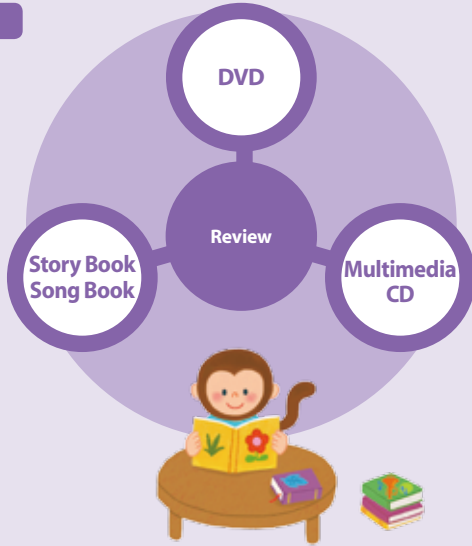 DVD
Review
Story Book
Song Book
Multimedia
CD